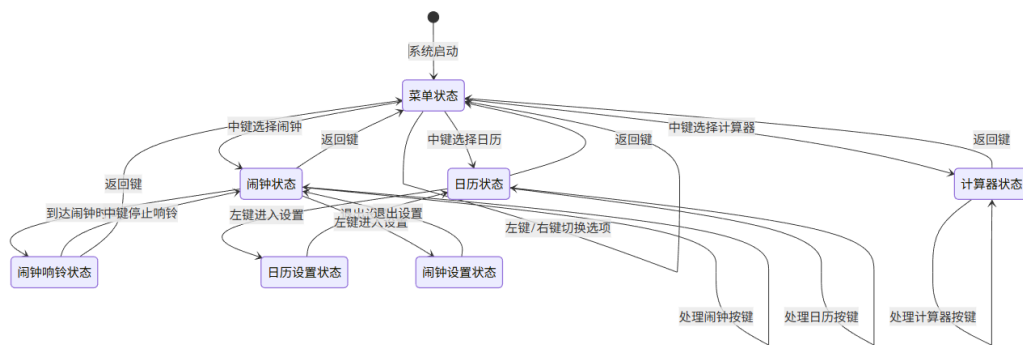 系统启动
菜单状态
中键选择闹钟
返回键
中键选择日历
返回键
中键选择计算器
返回键
返回键
闹钟状态
日历状态
计算器状态
到达闹钟时
中键停止响铃
左键进入设置
退出设置
左键进入设置
左键/右键切换选项
闹钟响铃状态
日历设置状态
闹钟设置状态
处理闹钟按键
处理日历按键
处理计算器按键